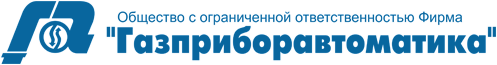 Общество с ограниченной ответственностью Фирма
"Газприборавтоматика"